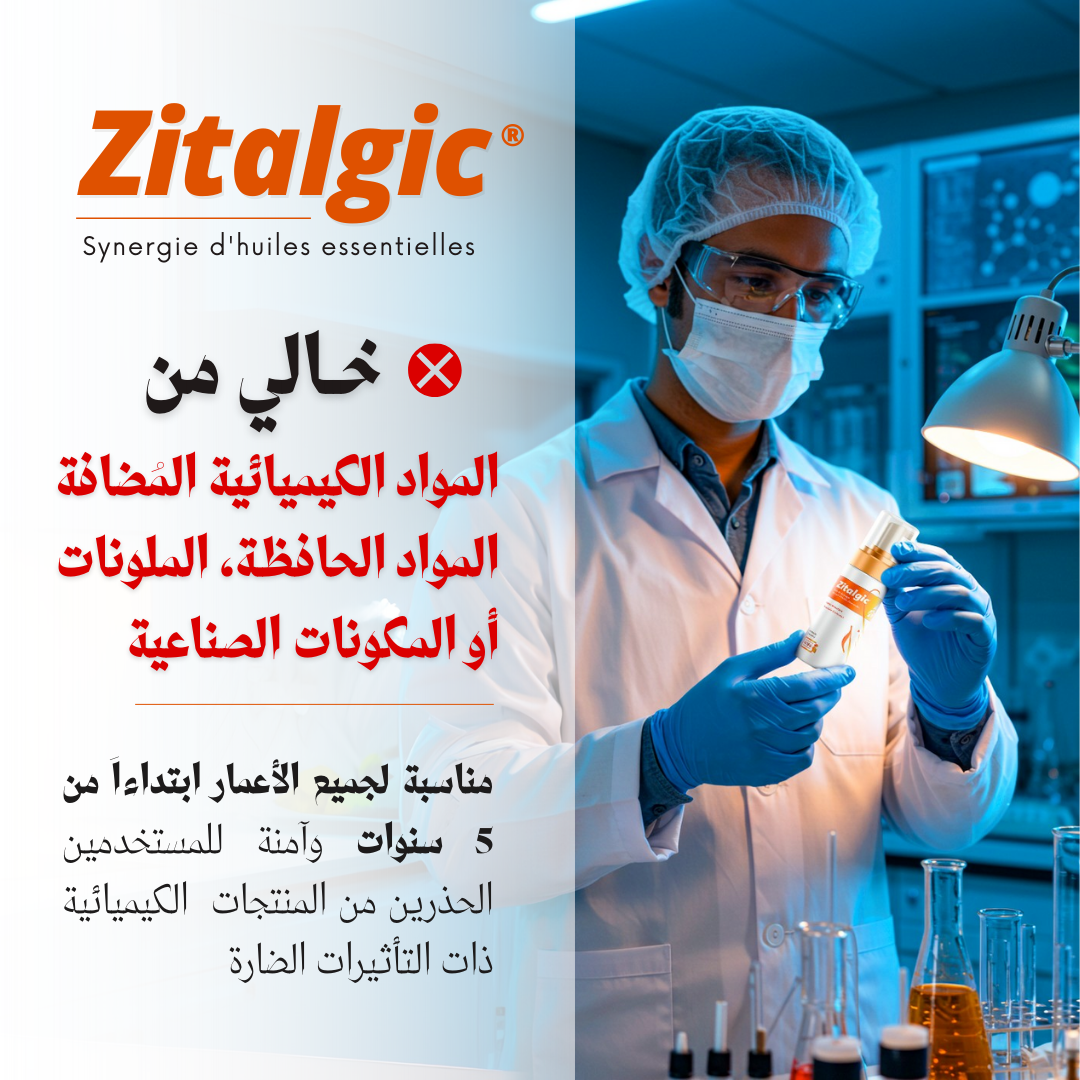 Zitalgic®
Synergie d'huiles essentielles
خالي من
المواد الكيميائية المُضافة
المواد الحافظة، الملونات
أو المكونات الصناعية
مناسبة لجميع الأعمار ابتداءاَ من
5 سنوات وآمنة للمستخدمين
الحذرين من المنتجات الكيميائية
ذات التأثيرات الضارة
Zitalgic